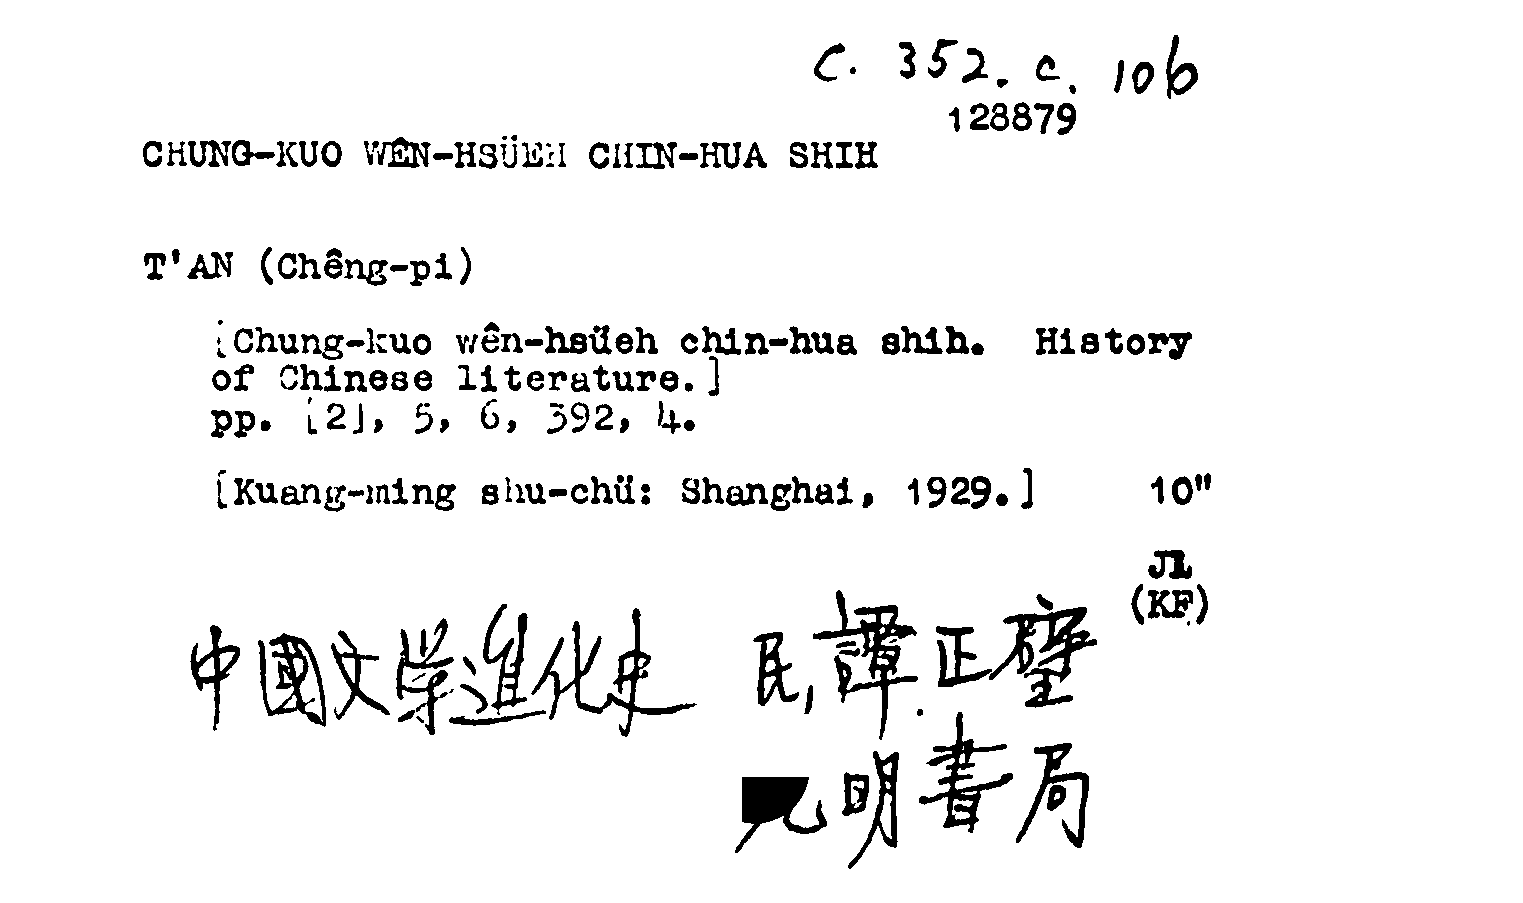 C. 352. c. 106
128879
CHUNG-KUO WÊN-HSÜEH CHIN-HUA SHIH
T'AN (Chêng-pi)
[Chung-kuo wên-hsüeh chin-hua shih. History
of Chinese literature.]
pp. [2], 5, 6, 392, 4.
[Kuang-ming shu-chü: Shanghai, 1929.] 10"
JL
(KF)
中國文學進化史 民, 譚正璧
明書局